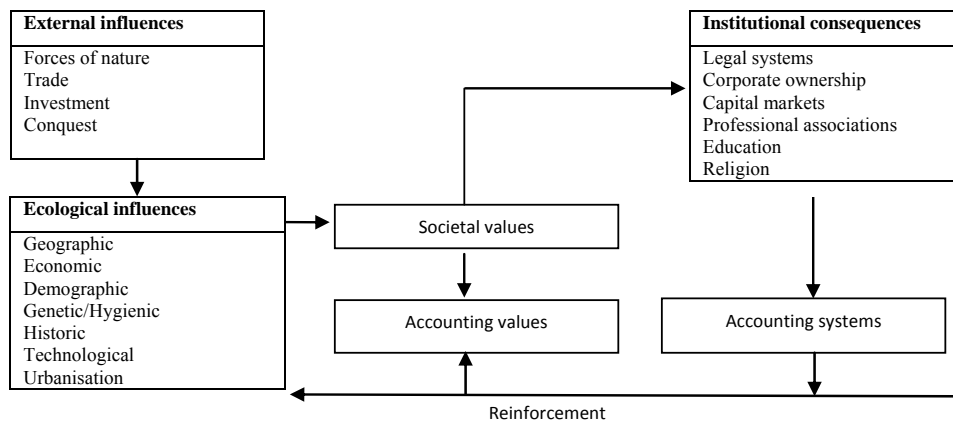 External influences
Forces of nature
Trade
Investment
Conquest
Institutional consequences
Legal systems
Corporate ownership
Capital markets
Professional associations
Education
Religion
Ecological influences
Geographic
Economic
Demographic
Genetic/Hygienic
Historic
Technological
Urbanisation
Societal values
Accounting values
Accounting systems
Reinforcement